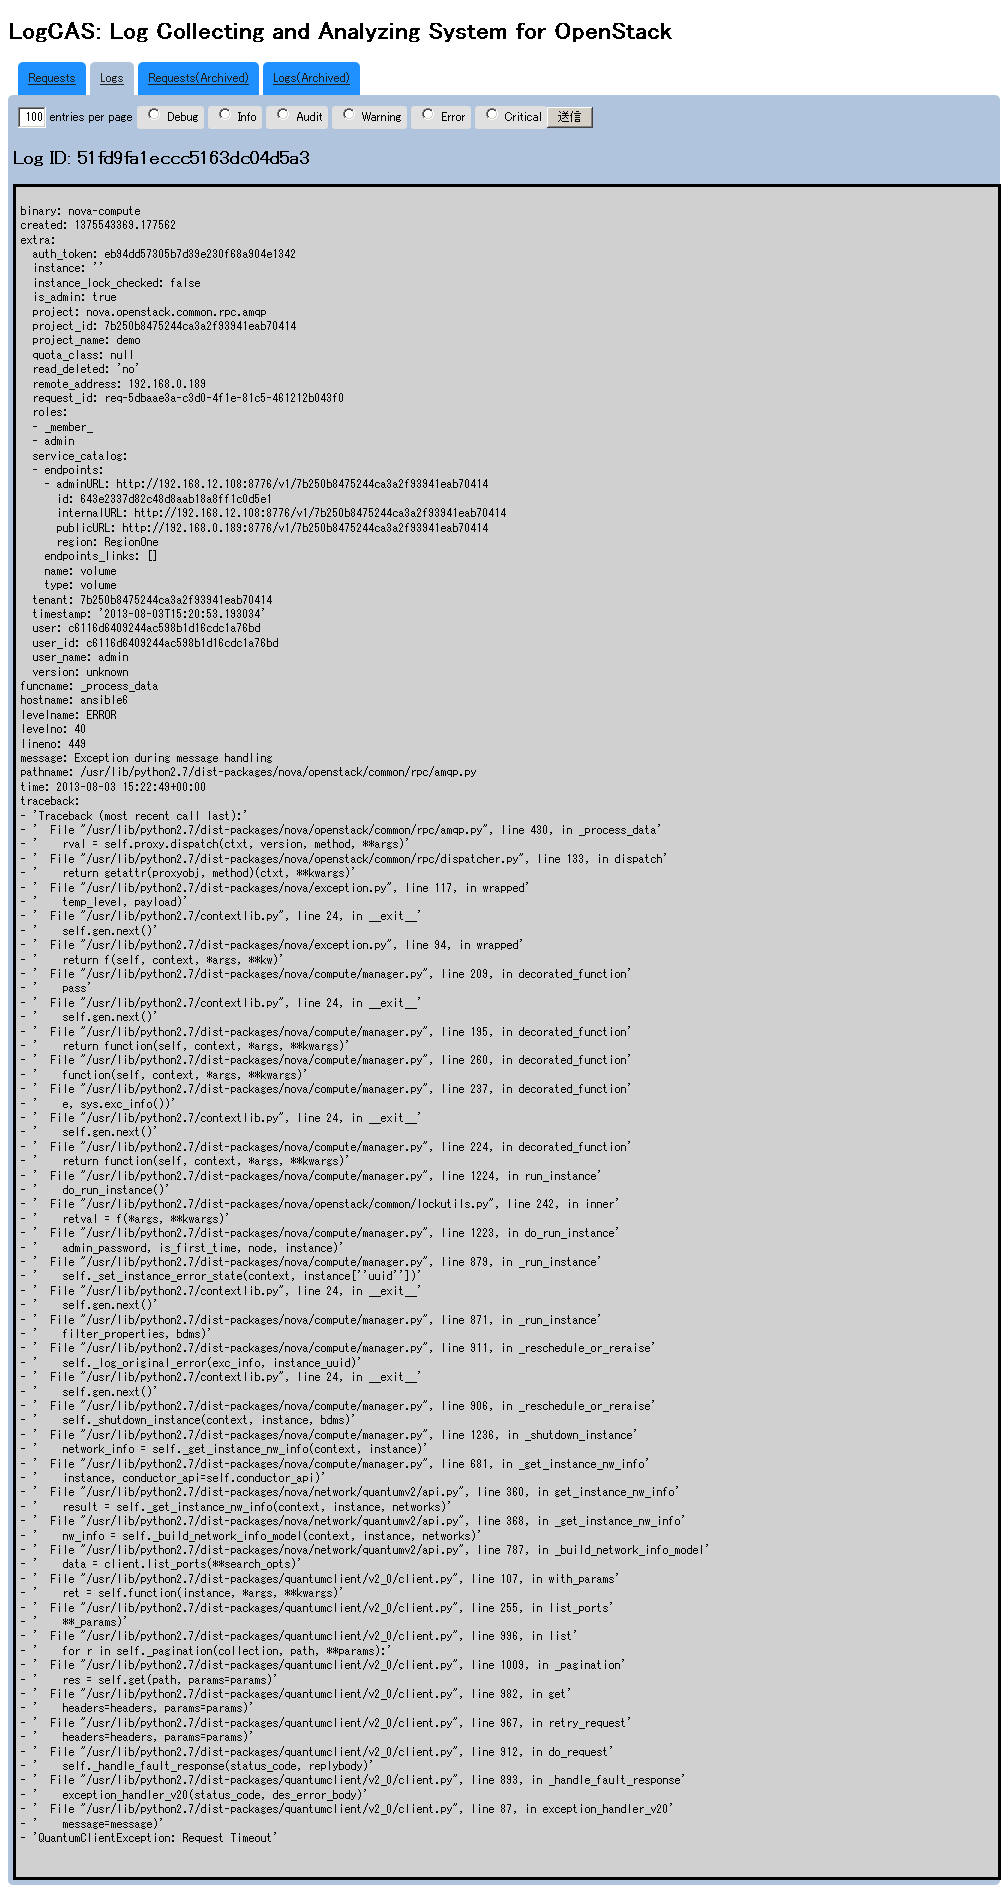 LogCAS: Log Collecting and Analyzing System for OpenStack
Requests Logs Requests(Archived) Logs(Archived)
100 entries per page Debug Info Audit Warning Error Critical 送信
Log ID: 51fd9fa1eccc5163dc04d5a3
binary: nova-compute
created: 1375543369.177562
extra:
  auth_token: eb94dd57305b7d39e230f68a904e1342
  instance: ''
  instance_lock_checked: false
  is_admin: true
  project: nova.openstack.common.rpc.amqp
  project_id: 7b250b8475244ca3a2f93941eab70414
  project_name: demo
  quota_class: null
  read_deleted: 'no'
  remote_address: 192.168.0.189
  request_id: req-5dbaae3a-c3d0-4f1e-81c5-461212b043f0
  roles:
  - _member_
  - admin
  service_catalog:
  - endpoints:
    - adminURL: http://192.168.12.108:8776/v1/7b250b8475244ca3a2f93941eab70414
      id: 643e2337d82c48d8aab18a8ff1c0d5e1
      internalURL: http://192.168.12.108:8776/v1/7b250b8475244ca3a2f93941eab70414
      publicURL: http://192.168.0.189:8776/v1/7b250b8475244ca3a2f93941eab70414
      region: RegionOne
    endpoints_links: []
    name: volume
    type: volume
  tenant: 7b250b8475244ca3a2f93941eab70414
  timestamp: '2013-08-03T15:20:53.193034'
  user: c6116d6409244ac598b1d16cdc1a76bd
  user_id: c6116d6409244ac598b1d16cdc1a76bd
  user_name: admin
  version: unknown
funcname: _process_data
hostname: ansible6
levelname: ERROR
levelno: 40
lineno: 449
message: Exception during message handling
pathname: /usr/lib/python2.7/dist-packages/nova/openstack/common/rpc/amqp.py
time: 2013-08-03 15:22:49+00:00
traceback:
- 'Traceback (most recent call last):'
- '  File "/usr/lib/python2.7/dist-packages/nova/openstack/common/rpc/amqp.py", line 430, in _process_data'
- '    rval = self.proxy.dispatch(ctxt, version, method, **args)'
- '  File "/usr/lib/python2.7/dist-packages/nova/openstack/common/rpc/dispatcher.py", line 133, in dispatch'
- '    return getattr(proxyobj, method)(ctxt, **kwargs)'
- '  File "/usr/lib/python2.7/dist-packages/nova/exception.py", line 117, in wrapped'
- '    temp_level, payload)'
- '  File "/usr/lib/python2.7/contextlib.py", line 24, in __exit__'
- '    self.gen.next()'
- '  File "/usr/lib/python2.7/dist-packages/nova/exception.py", line 94, in wrapped'
- '    return f(self, context, *args, **kw)'
- '  File "/usr/lib/python2.7/dist-packages/nova/compute/manager.py", line 209, in decorated_function'
- '    pass'
- '  File "/usr/lib/python2.7/contextlib.py", line 24, in __exit__'
- '    self.gen.next()'
- '  File "/usr/lib/python2.7/dist-packages/nova/compute/manager.py", line 195, in decorated_function'
- '    return function(self, context, *args, **kwargs)'
- '  File "/usr/lib/python2.7/dist-packages/nova/compute/manager.py", line 260, in decorated_function'
- '    function(self, context, *args, **kwargs)'
- '  File "/usr/lib/python2.7/dist-packages/nova/compute/manager.py", line 237, in decorated_function'
- '    e, sys.exc_info())'
- '  File "/usr/lib/python2.7/contextlib.py", line 24, in __exit__'
- '    self.gen.next()'
- '  File "/usr/lib/python2.7/dist-packages/nova/compute/manager.py", line 224, in decorated_function'
- '    return function(self, context, *args, **kwargs)'
- '  File "/usr/lib/python2.7/dist-packages/nova/compute/manager.py", line 1224, in run_instance'
- '    do_run_instance()'
- '  File "/usr/lib/python2.7/dist-packages/nova/openstack/common/lockutils.py", line 242, in inner'
- '    retval = f(*args, **kwargs)'
- '  File "/usr/lib/python2.7/dist-packages/nova/compute/manager.py", line 1223, in do_run_instance'
- '    admin_password, is_first_time, node, instance)'
- '  File "/usr/lib/python2.7/dist-packages/nova/compute/manager.py", line 879, in _run_instance'
- '    self._set_instance_error_state(context, instance[''uuid''])'
- '  File "/usr/lib/python2.7/contextlib.py", line 24, in __exit__'
- '    self.gen.next()'
- '  File "/usr/lib/python2.7/dist-packages/nova/compute/manager.py", line 871, in _run_instance'
- '    filter_properties, bdms)'
- '  File "/usr/lib/python2.7/dist-packages/nova/compute/manager.py", line 911, in _reschedule_or_reraise'
- '    self._log_original_error(exc_info, instance_uuid)'
- '  File "/usr/lib/python2.7/contextlib.py", line 24, in __exit__'
- '    self.gen.next()'
- '  File "/usr/lib/python2.7/dist-packages/nova/compute/manager.py", line 906, in _reschedule_or_reraise'
- '    self._shutdown_instance(context, instance, bdms)'
- '  File "/usr/lib/python2.7/dist-packages/nova/compute/manager.py", line 1236, in _shutdown_instance'
- '    network_info = self._get_instance_nw_info(context, instance)'
- '  File "/usr/lib/python2.7/dist-packages/nova/compute/manager.py", line 681, in _get_instance_nw_info'
- '    instance, conductor_api=self.conductor_api)'
- '  File "/usr/lib/python2.7/dist-packages/nova/network/quantumv2/api.py", line 360, in get_instance_nw_info'
- '    result = self._get_instance_nw_info(context, instance, networks)'
- '  File "/usr/lib/python2.7/dist-packages/nova/network/quantumv2/api.py", line 368, in _get_instance_nw_info'
- '    nw_info = self._build_network_info_model(context, instance, networks)'
- '  File "/usr/lib/python2.7/dist-packages/nova/network/quantumv2/api.py", line 787, in _build_network_info_model'
- '    data = client.list_ports(**search_opts)'
- '  File "/usr/lib/python2.7/dist-packages/quantumclient/v2_0/client.py", line 107, in with_params'
- '    ret = self.function(instance, *args, **kwargs)'
- '  File "/usr/lib/python2.7/dist-packages/quantumclient/v2_0/client.py", line 255, in list_ports'
- '    **_params)'
- '  File "/usr/lib/python2.7/dist-packages/quantumclient/v2_0/client.py", line 996, in list'
- '    for r in self._pagination(collection, path, **params):'
- '  File "/usr/lib/python2.7/dist-packages/quantumclient/v2_0/client.py", line 1009, in _pagination'
- '    res = self.get(path, params=params)'
- '  File "/usr/lib/python2.7/dist-packages/quantumclient/v2_0/client.py", line 982, in get'
- '    headers=headers, params=params)'
- '  File "/usr/lib/python2.7/dist-packages/quantumclient/v2_0/client.py", line 967, in retry_request'
- '    headers=headers, params=params)'
- '  File "/usr/lib/python2.7/dist-packages/quantumclient/v2_0/client.py", line 912, in do_request'
- '    self._handle_fault_response(status_code, replybody)'
- '  File "/usr/lib/python2.7/dist-packages/quantumclient/v2_0/client.py", line 893, in _handle_fault_response'
- '    exception_handler_v20(status_code, des_error_body)'
- '  File "/usr/lib/python2.7/dist-packages/quantumclient/v2_0/client.py", line 87, in exception_handler_v20'
- '    message=message)'
- 'QuantumClientException: Request Timeout'